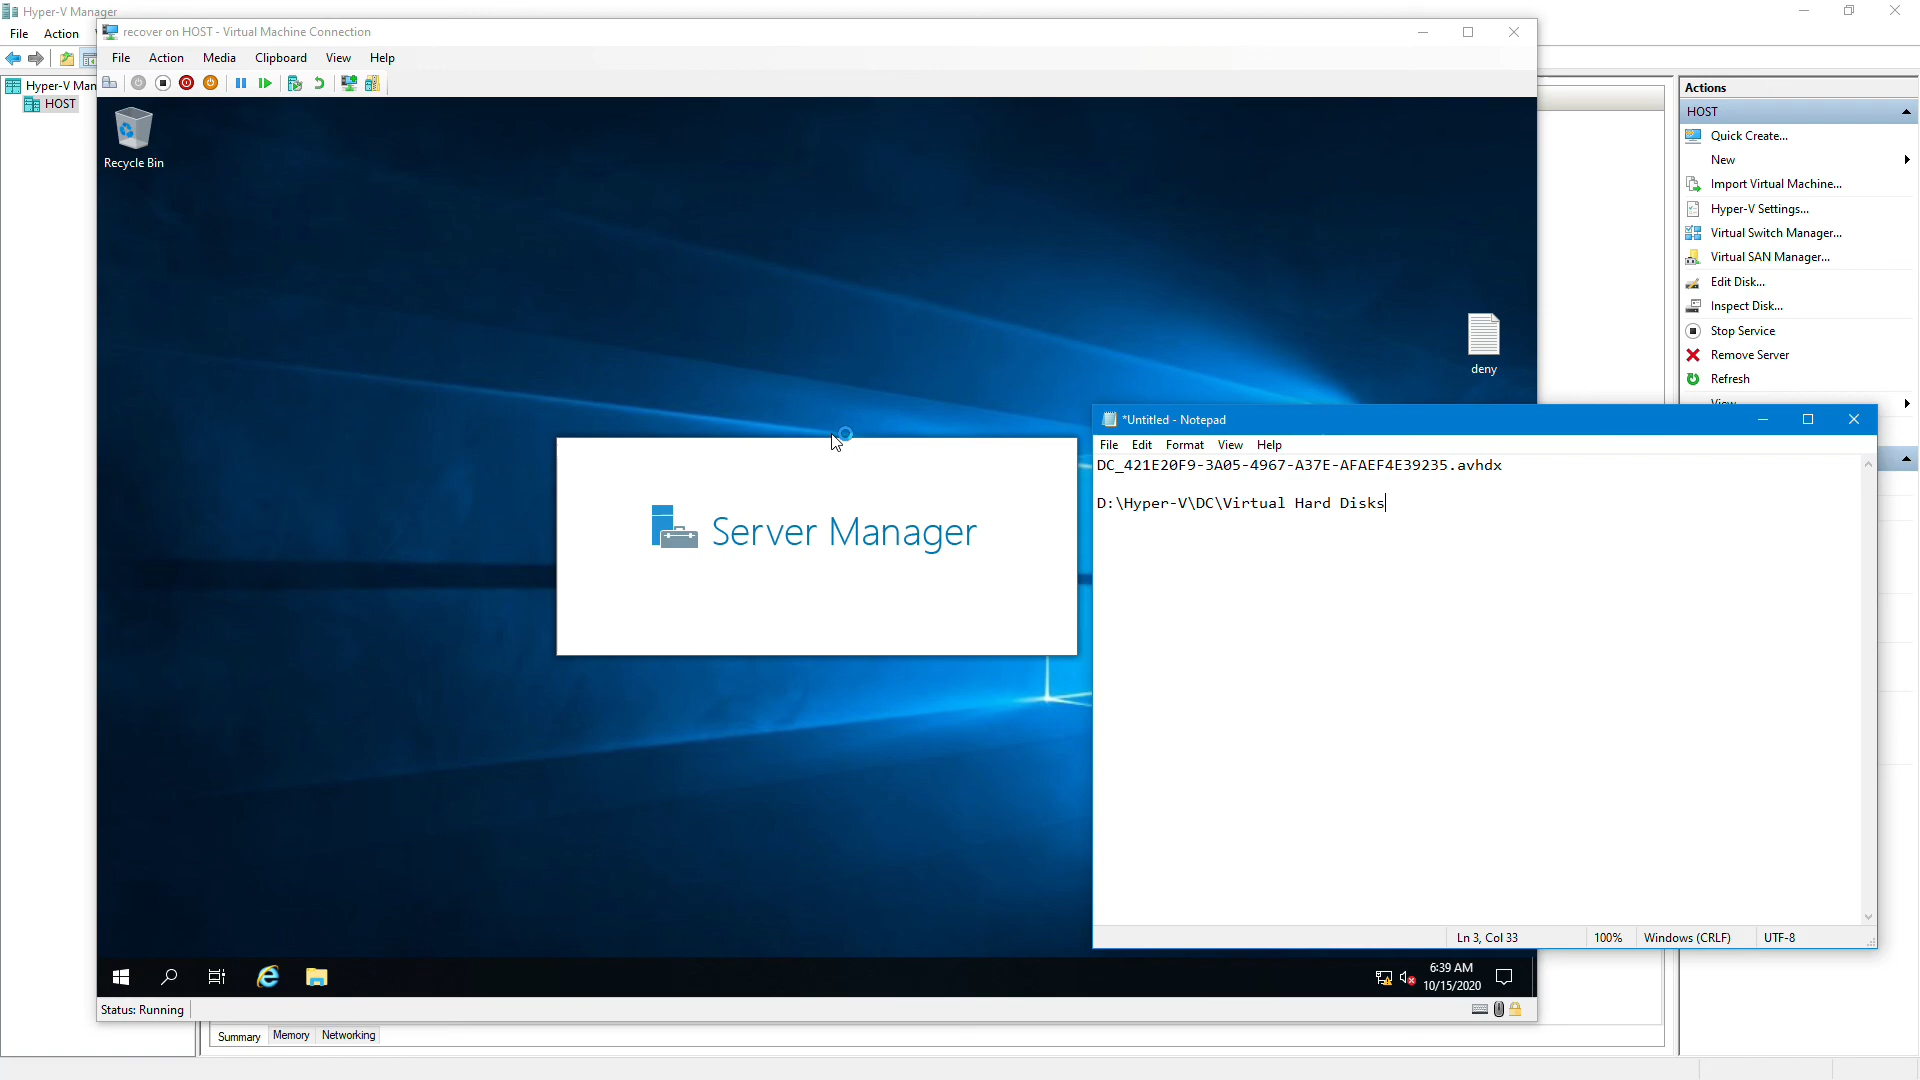 Hyper-V Manager
File Action
recover on HOST - Virtual Machine Connection
File Action Media Clipboard View Help
Hyper-V Man
HOST
Recycle Bin
deny
Server Manager
*Untitled - Notepad
File Edit Format View Help
DC_421E20F9-3A05-4967-A37E-AFAEF4E39235.avhdx
D:\Hyper-V\DC\Virtual Hard Disks
Ln 3, Col 33 100% Windows (CRLF) UTF-8
6:39 AM
10/15/2020
Status: Running
Summary Memory Networking
Actions
HOST
Quick Create...
New
Import Virtual Machine...
Hyper-V Settings...
Virtual Switch Manager...
Virtual SAN Manager...
Edit Disk...
Inspect Disk...
Stop Service
Remove Server
Refresh
View